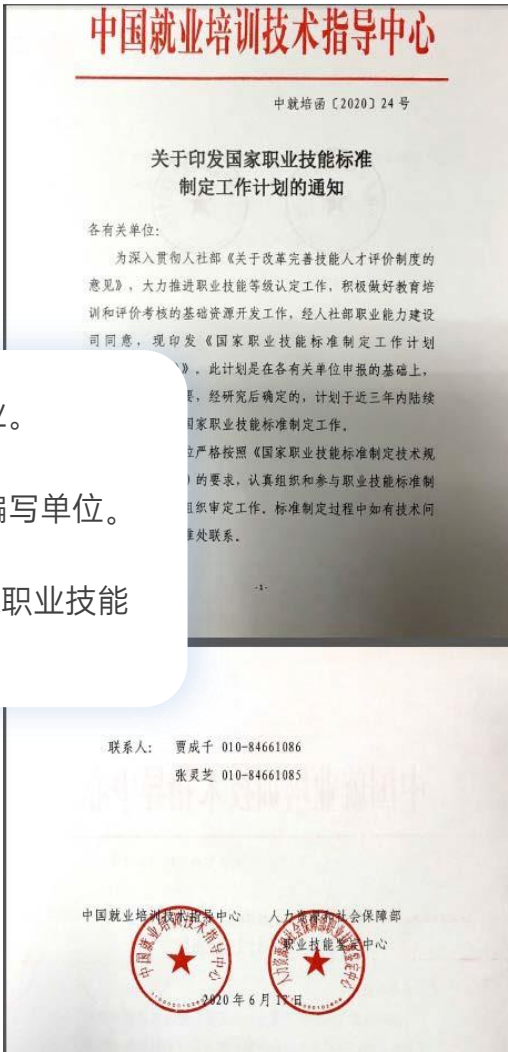 中国就业培训技术指导中心
中就培函〔2020〕24号
关于印发国家职业技能标准
制定工作计划的通知
各有关单位:
为深入贯彻人社部《关于改革完善技能人才评价制度的
意见》，大力推进职业技能等级认定工作，积极做好教育培
训和评价考核的基础资源开发工作，经人社部职业能力建设
司同意，现印发《国家职业技能标准制定工作计划
》。此计划是在各有关单位申报的基础上，
，经研究后确定的，计划于近三年内陆续
国家职业技能标准制定工作。
位严格按照《国家职业技能标准制定技术规
）的要求，认真组织和参与职业技能标准制
组织审定工作。标准制定过程中如有技术问
处联系。
业。
编写单位。
职业技能
-1-
联系人： 贾成千 010-84661086
张灵芝 010-84661085
中国就业培训技术指导中心 人力资源和社会保障部
职业技能鉴定中心
2020年6月17日